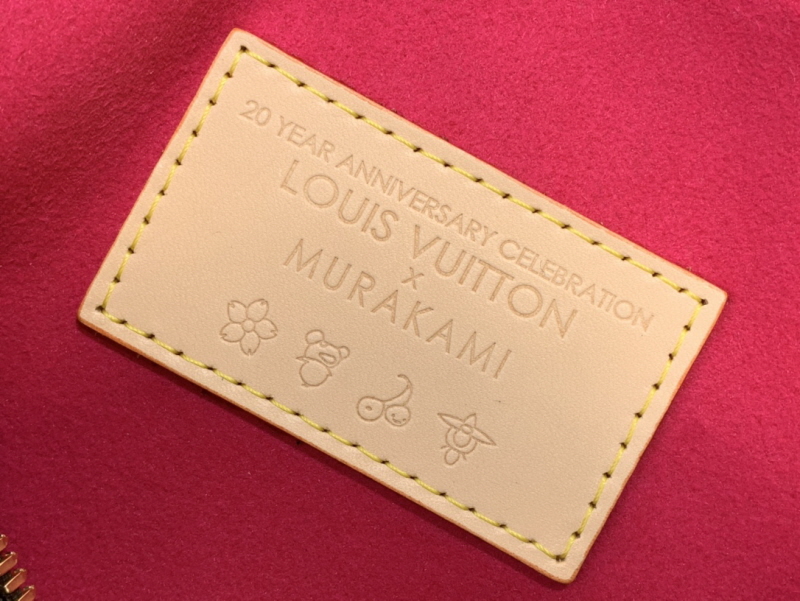 20 YEAR ANNIVERSARY CELEBRATION
LOUIS VUITTON
X
MURAKAMI